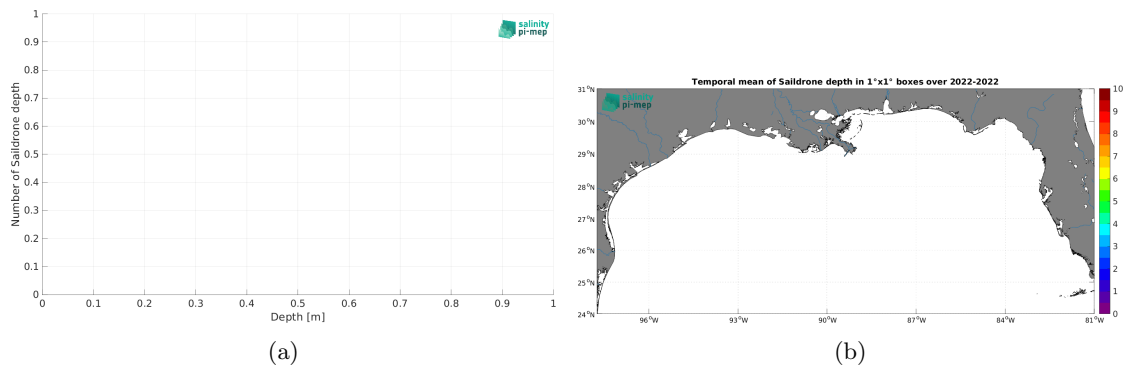 salinity
pi-mep
1
0.9
0.8
0.7
0.6
0.5
0.4
0.3
0.2
0.1
0
Number of Saildrone depth
0 0.1 0.2 0.3 0.4 0.5 0.6 0.7 0.8 0.9 1
Depth [m]
(a)
Temporal mean of Saildrone depth in 1°x1° boxes over 2022-2022
salinity
pi-mep
31°N
30°N
29°N
28°N
27°N
26°N
25°N
24°N
96°W 93°W 90°W 87°W 84°W 81°W
10
9
8
7
6
5
4
3
2
1
0
(b)